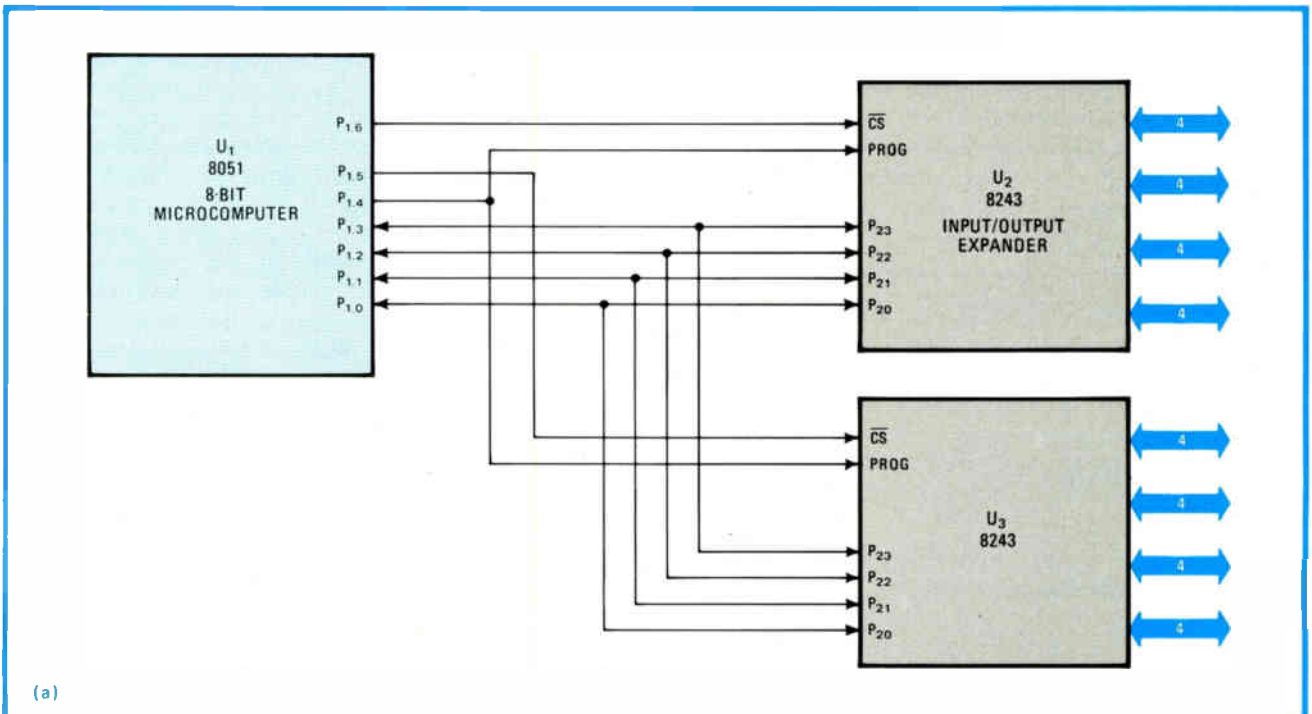 U₁
8051
8-BIT
MICROCOMPUTER
P1.6
P1.5
P1.4
P1.3
P1.2
P1.1
P1.0
C̅S̅
PROG
P23
P22
P21
P20
U₂
8243
INPUT/OUTPUT
EXPANDER
4
4
4
4
C̅S̅
PROG
P23
P22
P21
P20
U₃
8243
4
4
4
4
(a)